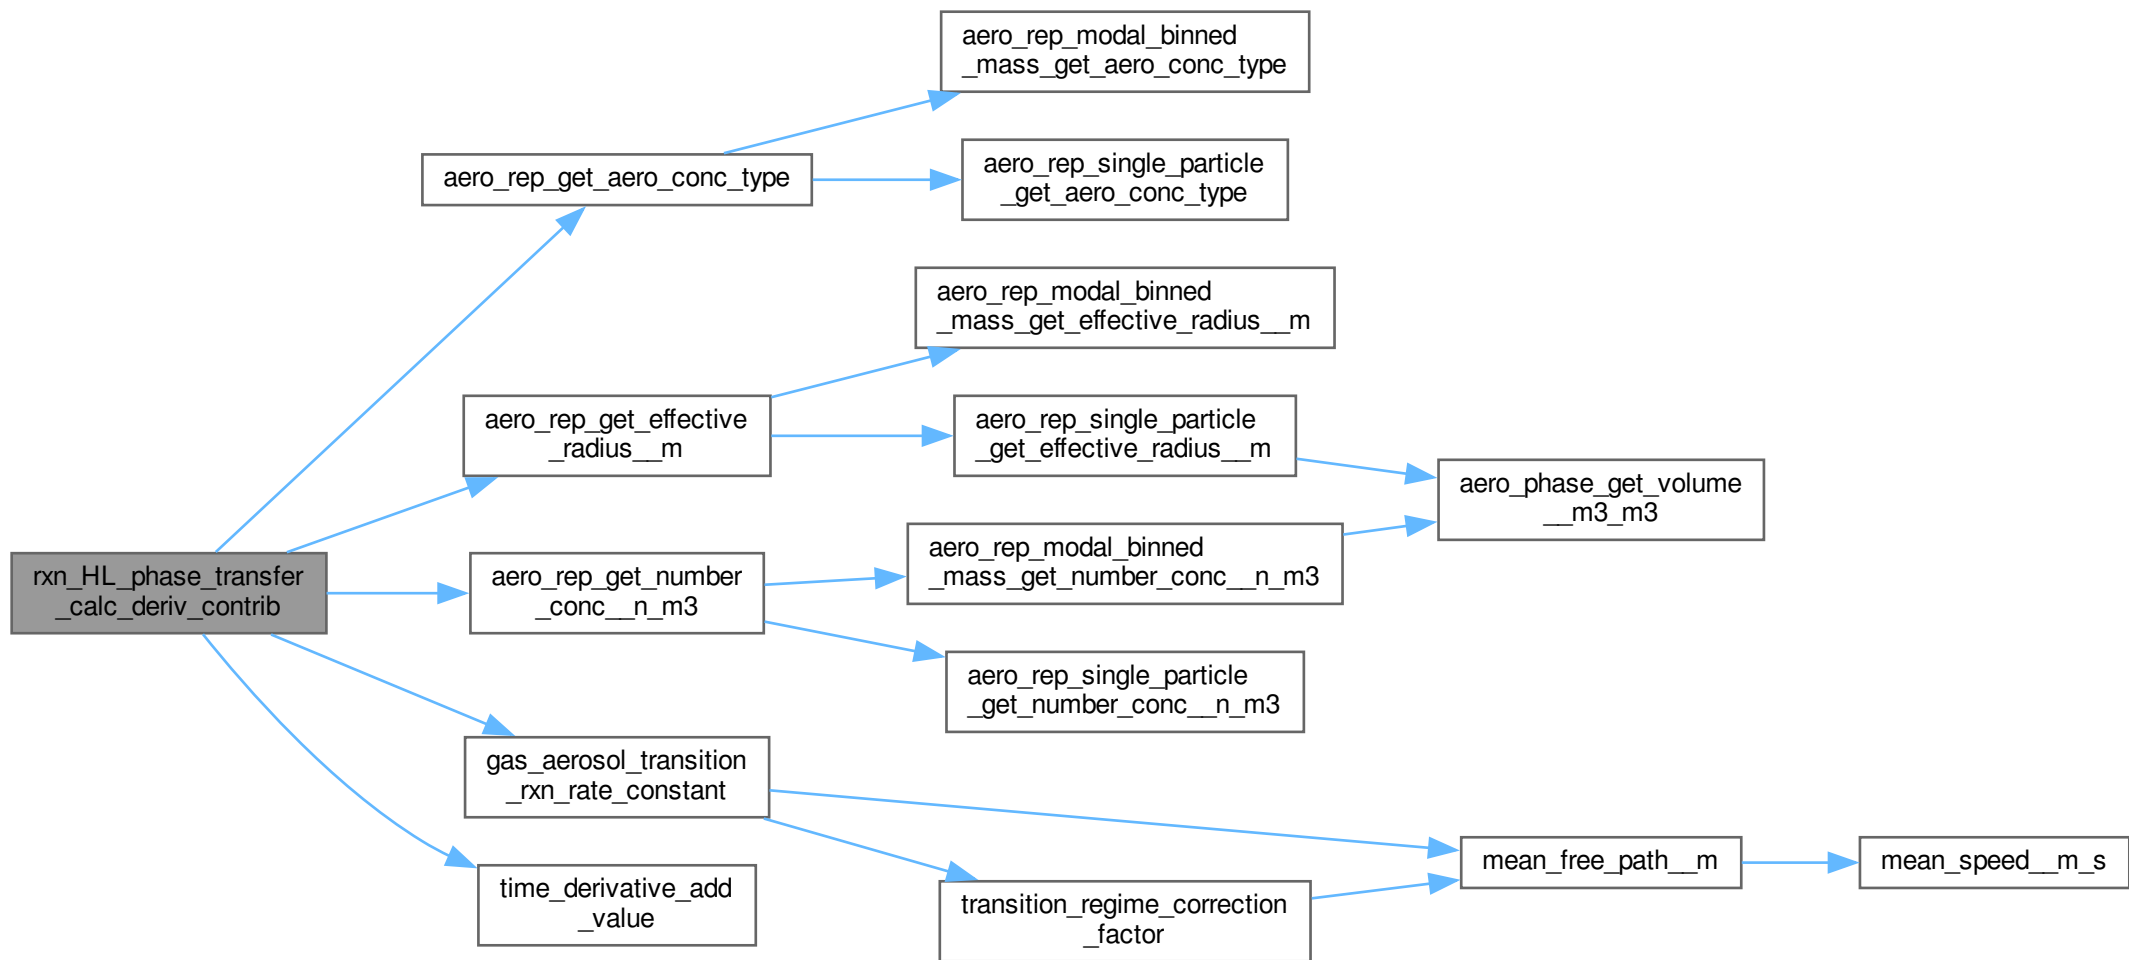 aero_rep_modal_binned
_mass_get_aero_conc_type
aero_rep_get_aero_conc_type
aero_rep_single_particle
_get_aero_conc_type
aero_rep_modal_binned
_mass_get_effective_radius__m
aero_rep_get_effective
_radius__m
aero_rep_single_particle
_get_effective_radius__m
aero_phase_get_volume
__m3_m3
rxn_HL_phase_transfer
_calc_deriv_contrib
aero_rep_get_number
_conc__n_m3
aero_rep_modal_binned
_mass_get_number_conc__n_m3
aero_rep_single_particle
_get_number_conc__n_m3
gas_aerosol_transition
_rxn_rate_constant
mean_free_path__m
mean_speed__m_s
time_derivative_add
_value
transition_regime_correction
_factor